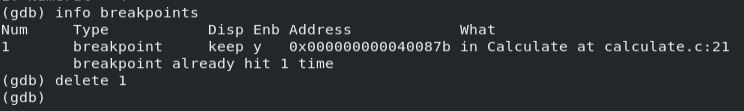 (gdb) info breakpoints
Num     Type           Disp Enb Address            What
1       breakpoint     keep y   0x000000000040087b in Calculate at calculate.c:21
        breakpoint already hit 1 time
(gdb) delete 1
(gdb)